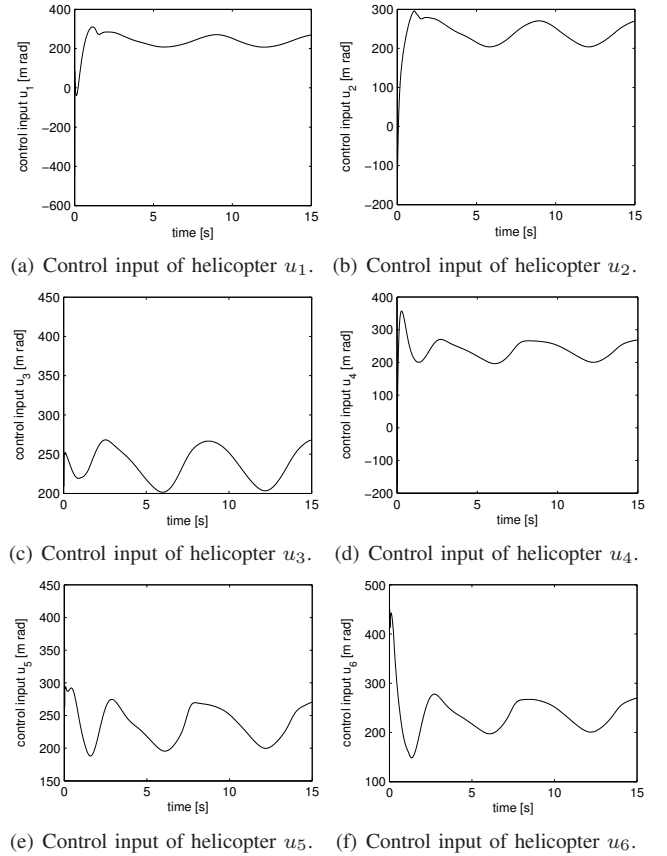 400
200
0
−200
−400
−600
control input u1 [m rad]
0 5 10 15
time [s]
300
200
100
0
−100
−200
control input u2 [m rad]
0 5 10 15
time [s]
(a) Control input of helicopter u1.
(b) Control input of helicopter u2.
450
400
350
300
250
200
control input u3 [m rad]
0 5 10 15
time [s]
400
300
200
100
0
−100
−200
control input u4 [m rad]
0 5 10 15
time [s]
(c) Control input of helicopter u3.
(d) Control input of helicopter u4.
450
400
350
300
250
200
150
control input u5 [m rad]
0 5 10 15
time [s]
500
400
300
200
100
control input u6 [m rad]
0 5 10 15
time [s]
(e) Control input of helicopter u5.
(f) Control input of helicopter u6.